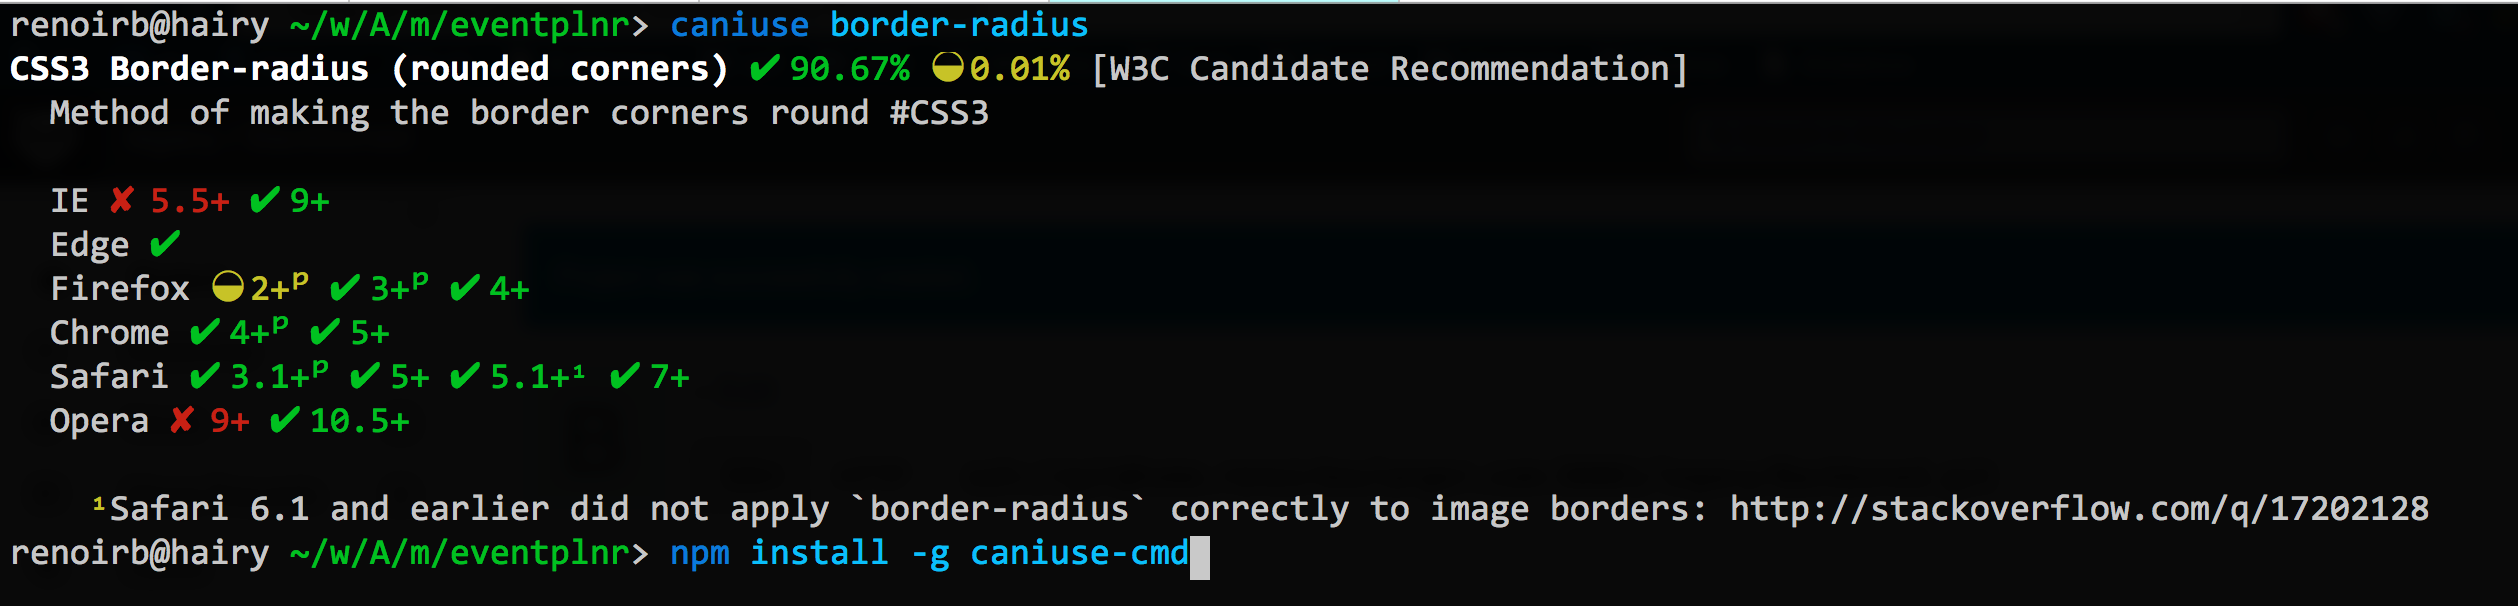 renoirb@hairy ~/w/A/m/eventplnr> caniuse border-radius
CSS3 Border-radius (rounded corners) ✔90.67% ◒0.01% [W3C Candidate Recommendation]
Method of making the border corners round #CSS3
IE ✘ 5.5+ ✔9+
Edge ✔
Firefox ◒2+ᵖ ✔3+ᵖ ✔4+
Chrome ✔4+ᵖ ✔5+
Safari ✔3.1+ᵖ ✔5+ ✔5.1+¹ ✔7+
Opera ✘ 9+ ✔10.5+
¹Safari 6.1 and earlier did not apply `border-radius` correctly to image borders: http://stackoverflow.com/q/17202128
renoirb@hairy ~/w/A/m/eventplnr> npm install -g caniuse-cmd